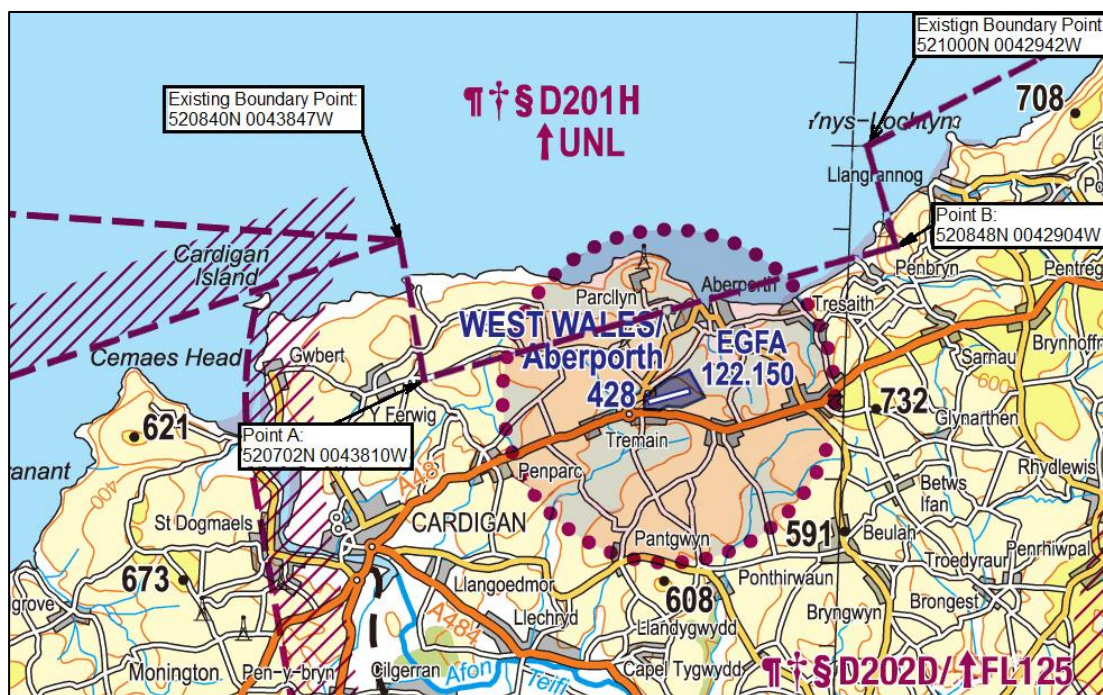 Existign Boundary Point:
521000N 0042942W
Existing Boundary Point:
520840N 0043847W
¶†§D201H
↑UNL
708
Ynys-Lochtyn
Llangrannog
Point B:
520848N 0042904W
Cardigan
Island
Penbryn
Pentreg
Parcllyn
Aberporth
Tresaith
WEST WALES/
Aberporth
428
EGFA
122.150
Cemaes Head
Gwbert
Sarnau
Brynhoffn
600
621
Y Ferwig
732
Glynarthen
Point A:
520702N 0043810W
Tremain
A487
Penparc
Rhydlewis
ranant
400
Betws
Ifan
St Dogmaels
CARDIGAN
Pantgwyn
591
Beulah
Troedyraur
Penrhiwpal
673
Llangoedmor
608
Ponthirwaun
grove
Llechryd
Llandygwydd
Bryngwyn
Brongest
A484
Monington
Pen-y-bryn
Cilgerran
Afon
Teifi
Capel Tygwydd
¶†§D202D/↑FL125